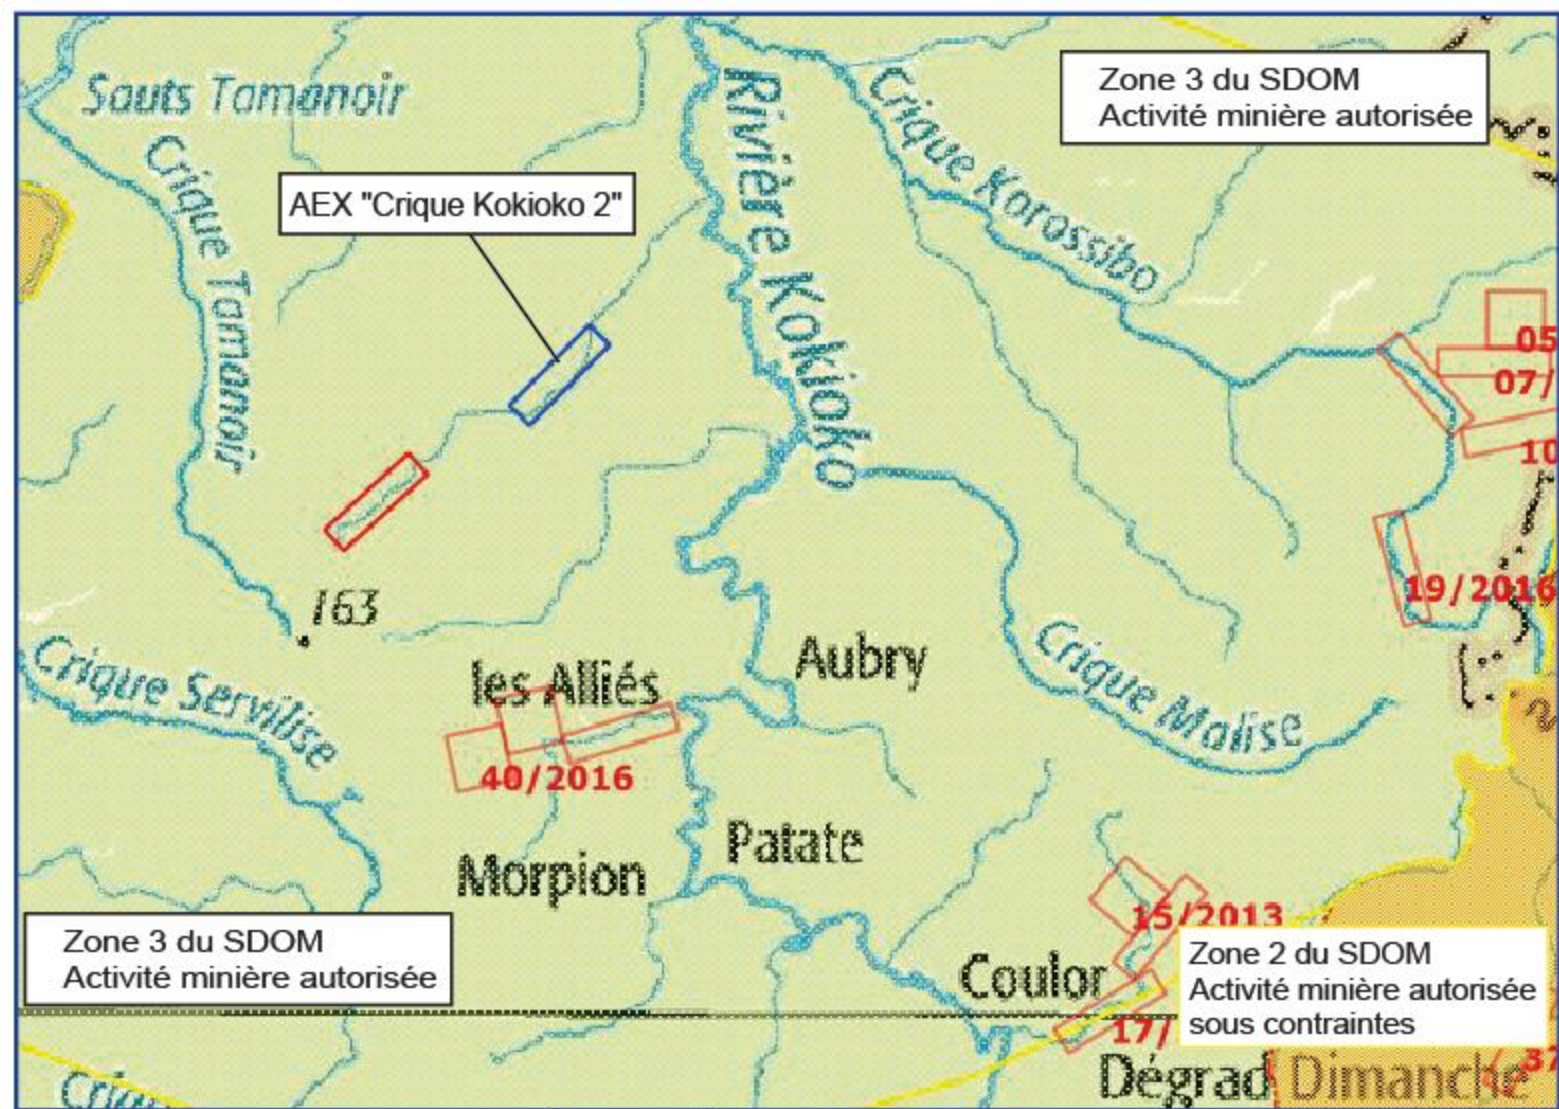 Zone 3 du SDOM
Activité minière autorisée
Sauts Tamanoir
Crique Tamanoir
AEX "Crique Kokioko 2"
Rivière Kokioko
Crique Korossibo
05
07/
10
19/2016
163
Crique Servilise
les Alliés
40/2016
Aubry
Crique Malise
Morpion
Patate
15/2013
Zone 3 du SDOM
Activité minière autorisée
Coulor
Zone 2 du SDOM
Activité minière autorisée
sous contraintes
17/
37
Dégrad Dimanche